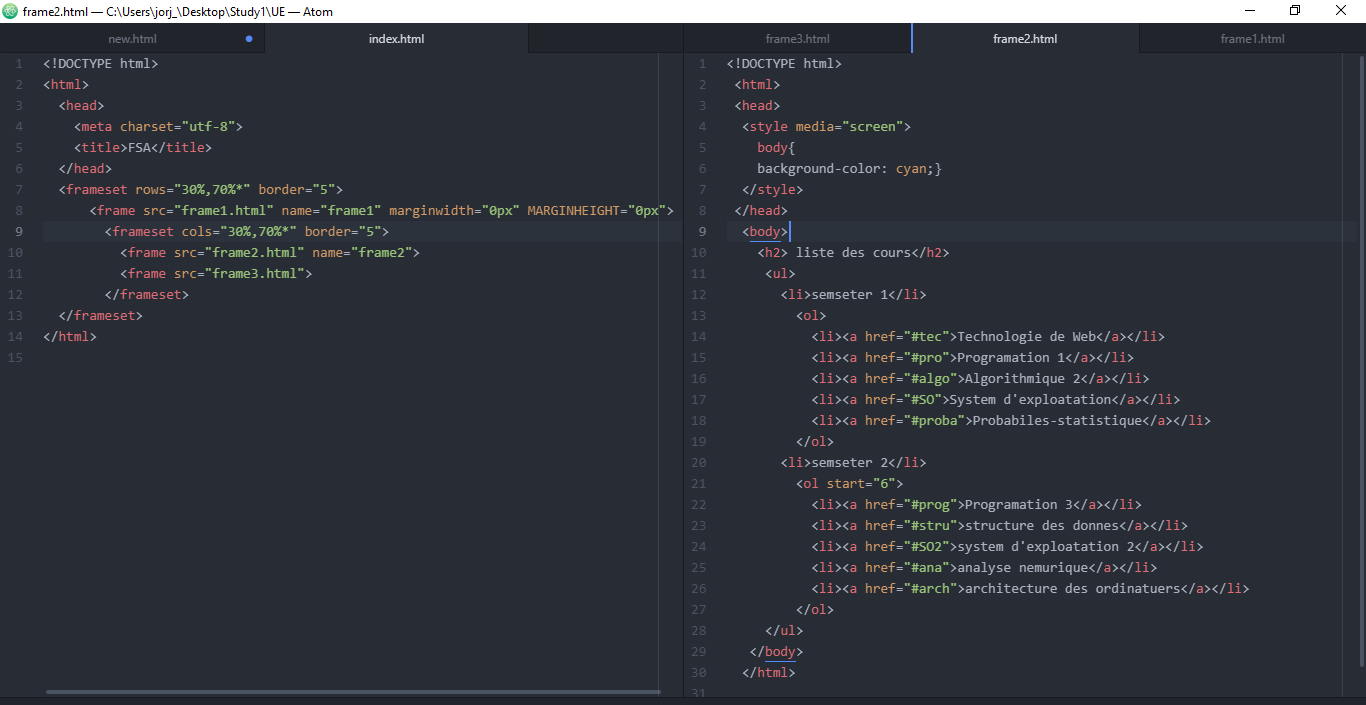 frame2.html — C:\Users\jorj_\Desktop\Study1\UE — Atom
new.html
index.html
1 <!DOCTYPE html>
2 <html>
3 <head>
4 <meta charset="utf-8">
5 <title>FSA</title>
6 </head>
7 <frameset rows="30%,70%*" border="5">
8 <frame src="frame1.html" name="frame1" marginwidth="0px" MARGINHEIGHT="0px">
9 <frameset cols="30%,70%*" border="5">
10 <frame src="frame2.html" name="frame2">
11 <frame src="frame3.html">
12 </frameset>
13 </frameset>
14 </html>
15
frame3.html
frame2.html
frame1.html
1 <!DOCTYPE html>
2 <html>
3 <head>
4 <style media="screen">
5 body{
6 background-color: cyan;}
7 </style>
8 </head>
9 <body>
10 <h2> liste des cours</h2>
11 <ul>
12 <li>semseter 1</li>
13 <ol>
14 <li><a href="#tec">Technologie de Web</a></li>
15 <li><a href="#pro">Programation 1</a></li>
16 <li><a href="#algo">Algorithmique 2</a></li>
17 <li><a href="#SO">System d'exploatation</a></li>
18 <li><a href="#proba">Probabiles-statistique</a></li>
19 </ol>
20 <li>semseter 2</li>
21 <ol start="6">
22 <li><a href="#prog">Programation 3</a></li>
23 <li><a href="#stru">structure des donnes</a></li>
24 <li><a href="#SO2">system d'exploatation 2</a></li>
25 <li><a href="#ana">analyse nemurique</a></li>
26 <li><a href="#arch">architecture des ordinatuers</a></li>
27 </ol>
28 </ul>
29 </body>
30 </html>
31